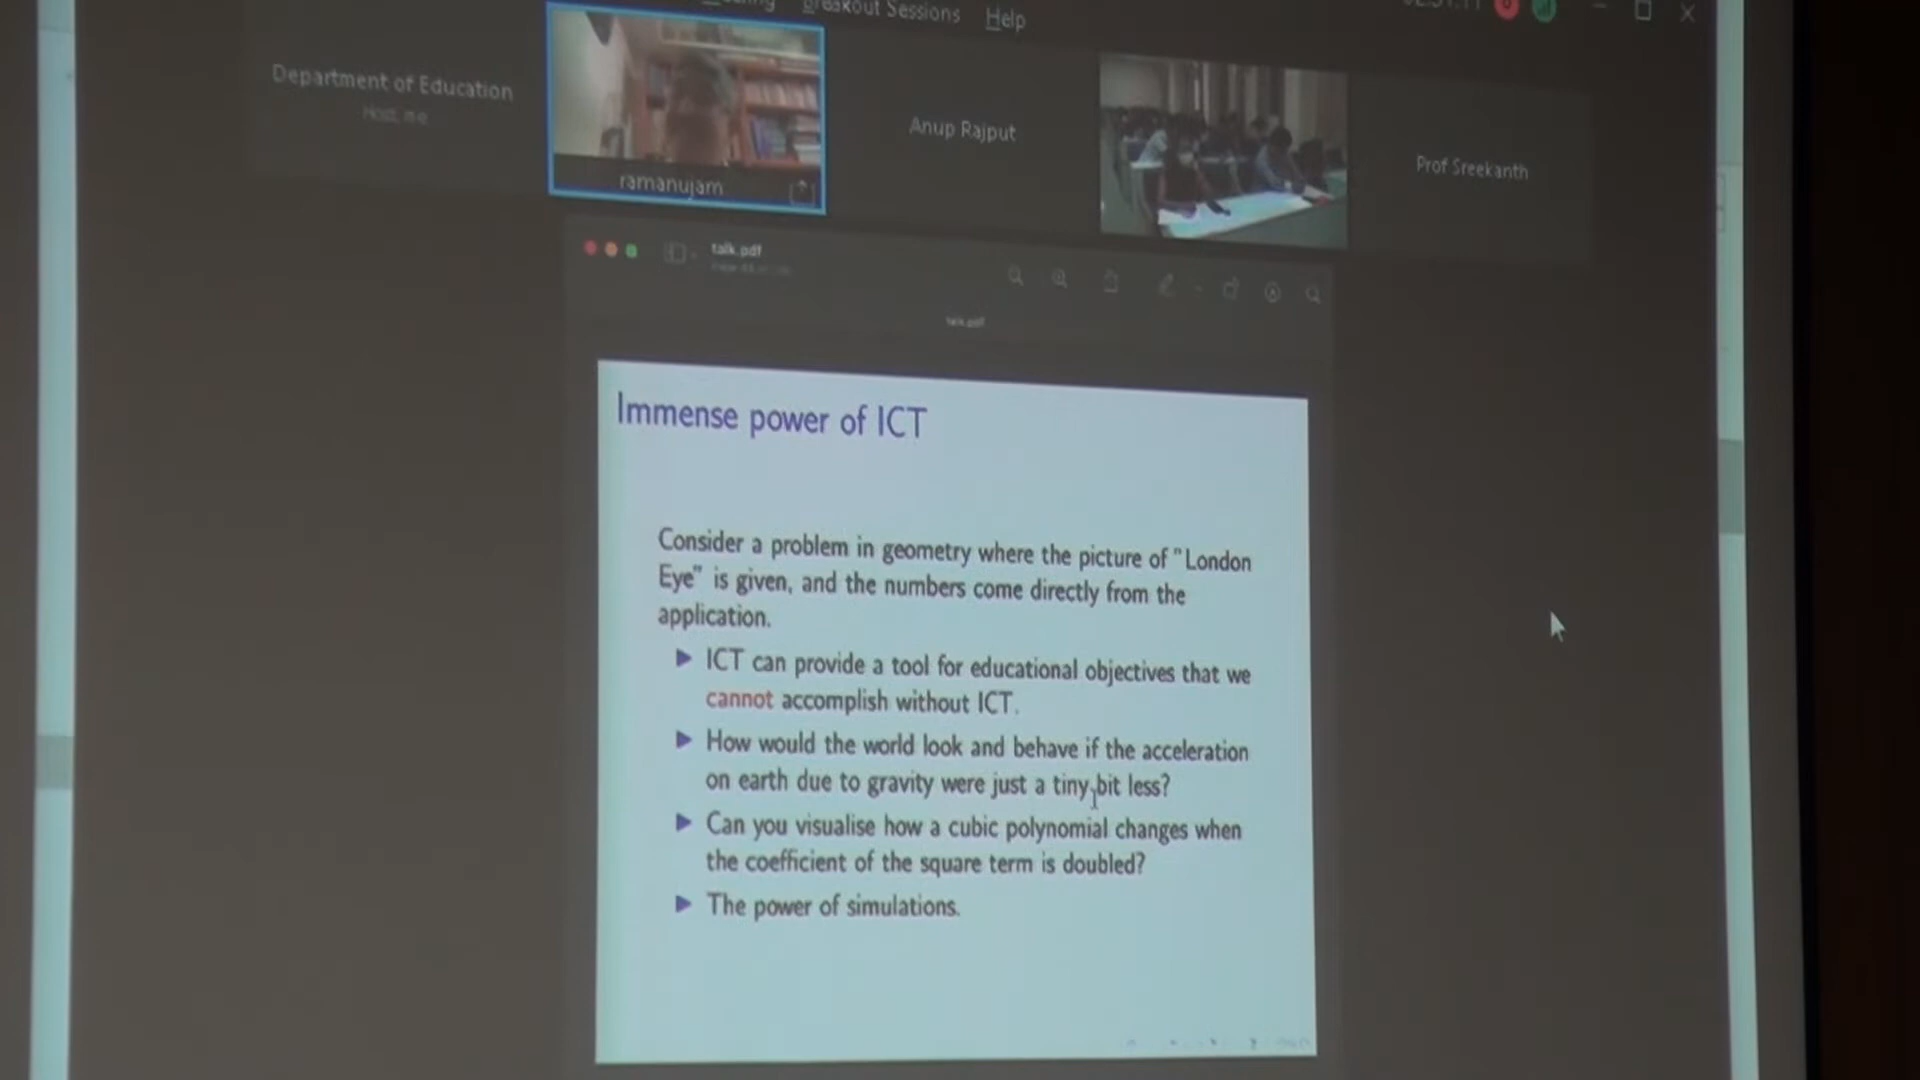 Breakout Sessions Help
Department of Education
Host, me
ramanujam
Anup Rajput
Prof Sreekanth
talk.pdf
talk.pdf
Immense power of ICT
Consider a problem in geometry where the picture of "London
Eye" is given, and the numbers come directly from the
application.
▶ ICT can provide a tool for educational objectives that we
cannot accomplish without ICT.
▶ How would the world look and behave if the acceleration
on earth due to gravity were just a tiny bit less?
▶ Can you visualise how a cubic polynomial changes when
the coefficient of the square term is doubled?
▶ The power of simulations.